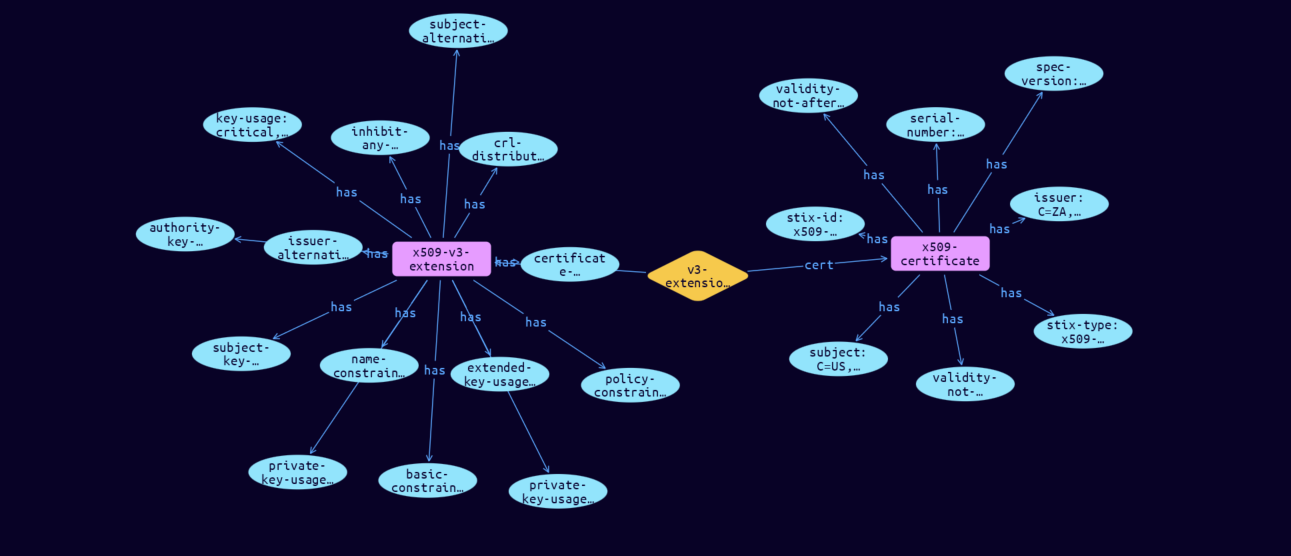 subject-
alternati…
spec-
version:…
validity-
not-after…
key-usage:
critical,…
serial-
number:…
inhibit-
any-…
has
crl-
distribut…
has
has
has
has
has
has
issuer:
C=ZA,…
has
stix-id:
x509-…
has
has
authority-
key-…
issuer-
alternati…
has
x509-v3-
extension
has
certificat
e-…
v3-
extensio…
cert
x509-
certificate
has
has
has
has
has
has
has
stix-type:
x509-…
subject-
key-…
name-
constrain…
has
extended-
key-usage…
policy-
constrain…
subject:
C=US,…
validity-
not-…
private-
key-usage…
basic-
constrain…
private-
key-usage…